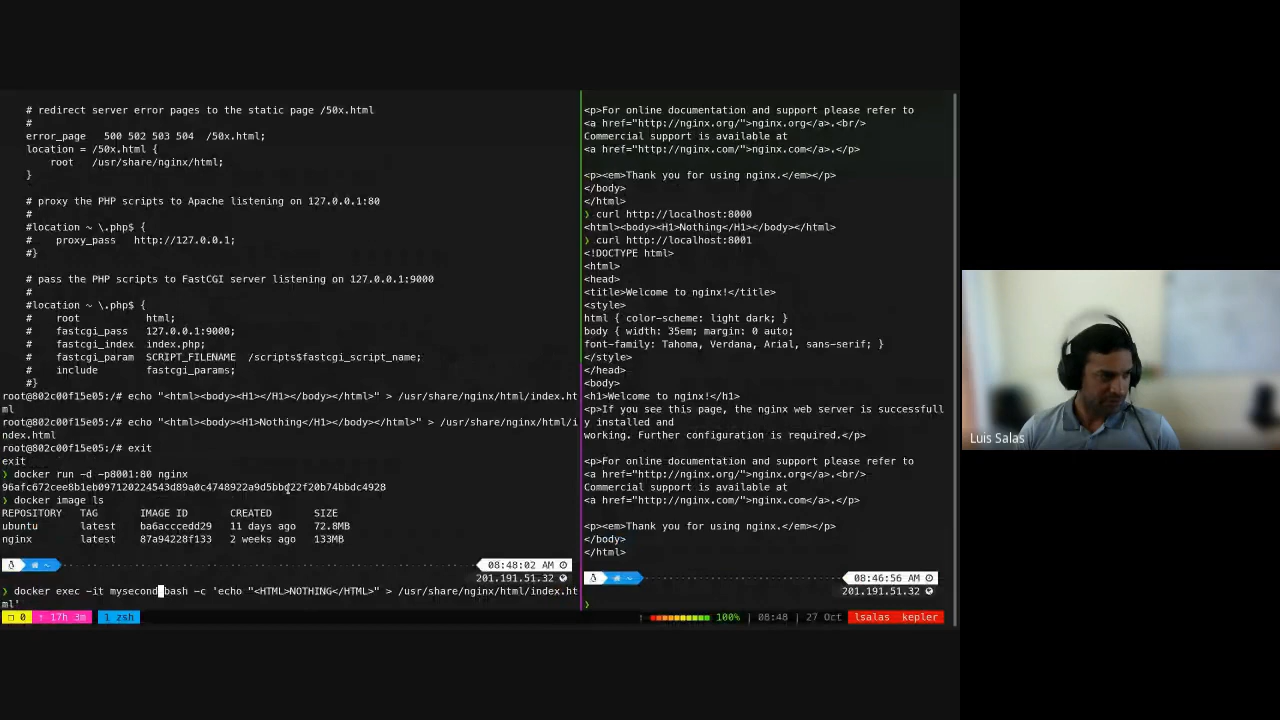 # redirect server error pages to the static page /50x.html
#
error_page   500 502 503 504  /50x.html;
location = /50x.html {
root   /usr/share/nginx/html;
}
# proxy the PHP scripts to Apache listening on 127.0.0.1:80
#
#location ~ \.php$ {
#    proxy_pass   http://127.0.0.1;
#}
# pass the PHP scripts to FastCGI server listening on 127.0.0.1:9000
#
#location ~ \.php$ {
#    root           html;
#    fastcgi_pass   127.0.0.1:9000;
#    fastcgi_index  index.php;
#    fastcgi_param  SCRIPT_FILENAME  /scripts$fastcgi_script_name;
#    include        fastcgi_params;
#}
root@802c00f15e05:/# echo "<html><body><H1></H1></body></html>" > /usr/share/nginx/html/index.ht
ml
root@802c00f15e05:/# echo "<html><body><H1>Nothing</H1></body></html>" > /usr/share/nginx/html/i
ndex.html
root@802c00f15e05:/# exit
exit
❯ docker run -d -p8001:80 nginx
96afc672cee8b1eb097120224543d89a0c4748922a9d5bbd22f20b74bbdc4928
❯ docker image ls
REPOSITORY   TAG       IMAGE ID       CREATED       SIZE
ubuntu       latest    ba6acccedd29   11 days ago   72.8MB
nginx        latest    87a94228f133   2 weeks ago   133MB
~ 08:48:02 AM
201.191.51.32
❯ docker exec -it mysecond bash -c 'echo "<HTML>NOTHING</HTML>" > /usr/share/nginx/html/index.ht
ml'
<p>For online documentation and support please refer to
<a href="http://nginx.org/">nginx.org</a>.<br/>
Commercial support is available at
<a href="http://nginx.com/">nginx.com</a>.</p>
<p><em>Thank you for using nginx.</em></p>
</body>
</html>
❯ curl http://localhost:8000
<html><body><H1>Nothing</H1></body></html>
❯ curl http://localhost:8001
<!DOCTYPE html>
<html>
<head>
<title>Welcome to nginx!</title>
<style>
html { color-scheme: light dark; }
body { width: 35em; margin: 0 auto;
font-family: Tahoma, Verdana, Arial, sans-serif; }
</style>
</head>
<body>
<h1>Welcome to nginx!</h1>
<p>If you see this page, the nginx web server is successfull
y installed and
working. Further configuration is required.</p>
<p>For online documentation and support please refer to
<a href="http://nginx.org/">nginx.org</a>.<br/>
Commercial support is available at
<a href="http://nginx.com/">nginx.com</a>.</p>
<p><em>Thank you for using nginx.</em></p>
</body>
</html>
~ 08:46:56 AM
201.191.51.32
❯
0 ↑ 17h 3m 1 zsh 100% | 08:48 | 27 Oct lsalas kepler
Luis Salas